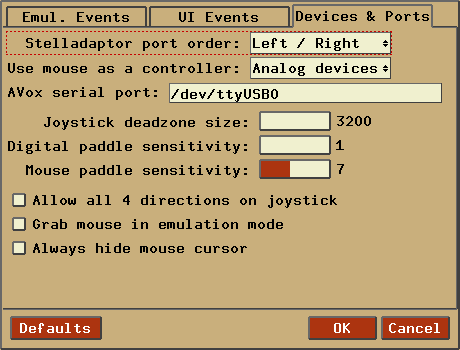 Emul. Events UI Events Devices & Ports
Stelladaptor port order: Left / Right
Use mouse as a controller: Analog devices
AVox serial port: /dev/ttyUSB0
Joystick deadzone size: 3200
Digital paddle sensitivity: 1
Mouse paddle sensitivity: 7
Allow all 4 directions on joystick
Grab mouse in emulation mode
Always hide mouse cursor
Defaults OK Cancel